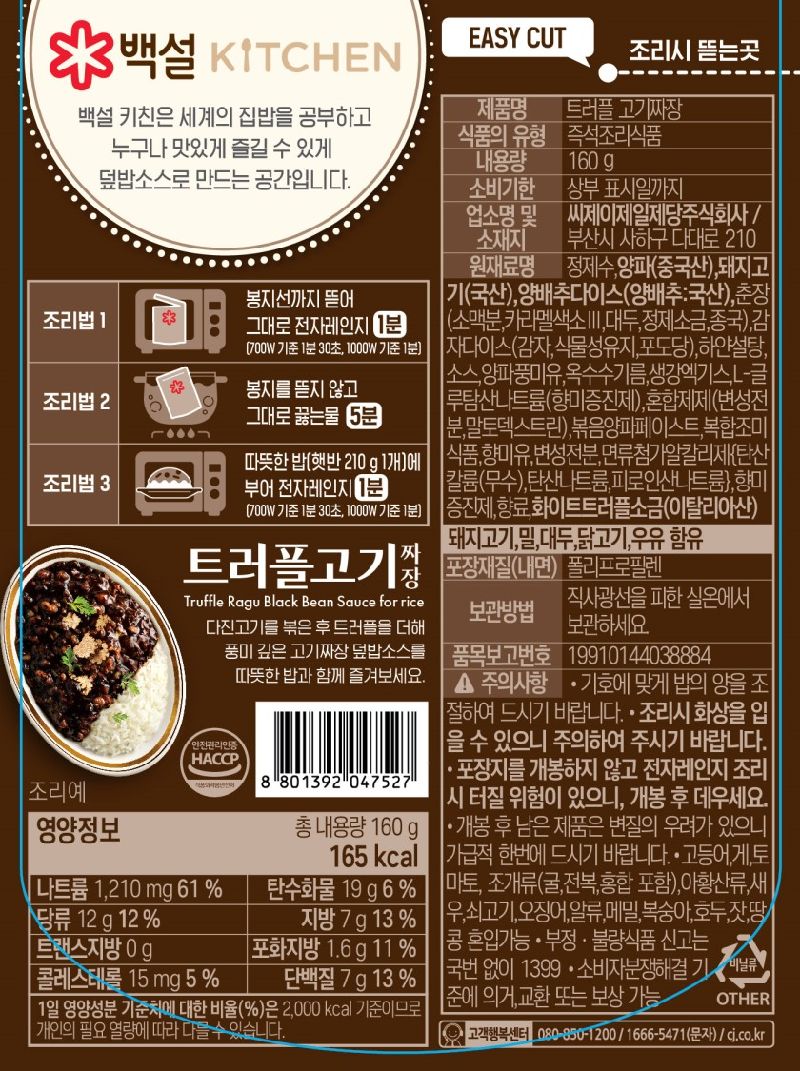 백설 KITCHEN
백설 키친은 세계의 집밥을 공부하고
누구나 맛있게 즐길 수 있게
덮밥소스로 만드는 공간입니다.
조리법 1
봉지선까지 뜯어
그대로 전자레인지 1분
(700W 기준 1분 30초, 1000W 기준 1분)
조리법 2
봉지를 뜯지 않고
그대로 끓는물 5분
조리법 3
따뜻한 밥(햇반 210 g 1개)에
부어 전자레인지 1분
(700W 기준 1분 30초, 1000W 기준 1분)
트러플고기짜장
Truffle Ragu Black Bean Sauce for rice
다진고기를 볶은 후 트러플을 더해
풍미 깊은 고기짜장 덮밥소스를
따뜻한 밥과 함께 즐겨보세요.
조리예
안전관리인증
HACCP
식품의약품안전처
8 801392 047527
영양정보
총 내용량 160 g
165 kcal
나트륨 1,210 mg 61 % 탄수화물 19 g 6 %
당류 12 g 12 % 지방 7 g 13 %
트랜스지방 0 g 포화지방 1.6 g 11 %
콜레스테롤 15 mg 5 % 단백질 7 g 13 %
1일 영양성분 기준치에 대한 비율(%)은 2,000 kcal 기준이므로
개인의 필요 열량에 따라 다를 수 있습니다.
EASY CUT
조리시 뜯는곳
제품명 트러플 고기짜장
식품의 유형 즉석조리식품
내용량 160 g
소비기한 상부 표시일까지
업소명 및 씨제이제일제당주식회사 /
소재지 부산시 사하구 다대로 210
원재료명 정제수,양파(중국산),돼지고
기(국산),양배추다이스(양배추:국산),춘장
(소맥분,카라멜색소III,대두,정제소금,종국),감
자다이스(감자,식물성유지,포도당),하얀설탕,
소스,양파풍미유,옥수수기름,생강엑기스,L-글
루탐산나트륨(향미증진제),혼합제제(변성전
분,말토덱스트린),볶음양파페이스트,복합조미
식품,향미유,변성전분,면류첨가알칼리제{탄산
칼륨(무수),탄산나트륨,피로인산나트륨},향미
증진제,향료,화이트트러플소금(이탈리아산)
돼지고기,밀,대두,닭고기,우유 함유
포장재질(내면) 폴리프로필렌
보관방법 직사광선을 피한 실온에서
보관하세요.
품목보고번호 19910144038884
주의사항 • 기호에 맞게 밥의 양을 조
절하여 드시기 바랍니다. • 조리시 화상을 입
을 수 있으니 주의하여 주시기 바랍니다.
• 포장지를 개봉하지 않고 전자레인지 조리
시 터질 위험이 있으니, 개봉 후 데우세요.
• 개봉 후 남은 제품은 변질의 우려가 있으니
가급적 한번에 드시기 바랍니다. • 고등어,게,토
마토, 조개류(굴,전복,홍합 포함),아황산류,새
우,쇠고기,오징어,알류,메밀,복숭아,호두,잣,땅
콩 혼입가능 • 부정·불량식품 신고는
국번 없이 1399 • 소비자분쟁해결 기
준에 의거,교환 또는 보상 가능
비닐류
OTHER
고객행복센터 080-850-1200 / 1666-5471(문자) / cj.co.kr